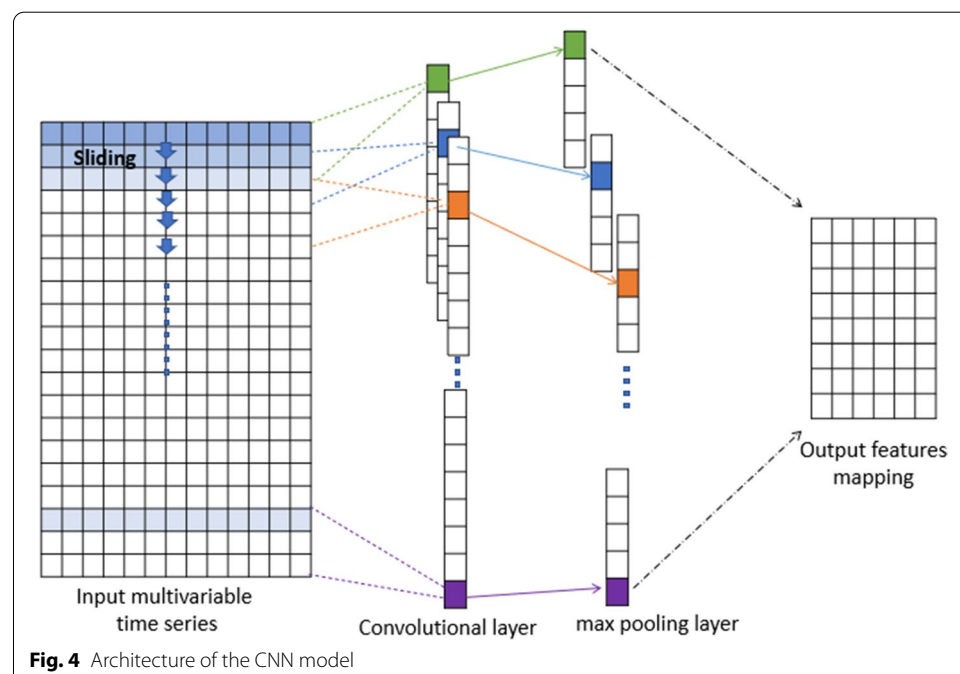 Sliding
Input multivariable
time series
Convolutional layer
max pooling layer
Output features
mapping
Fig. 4 Architecture of the CNN model